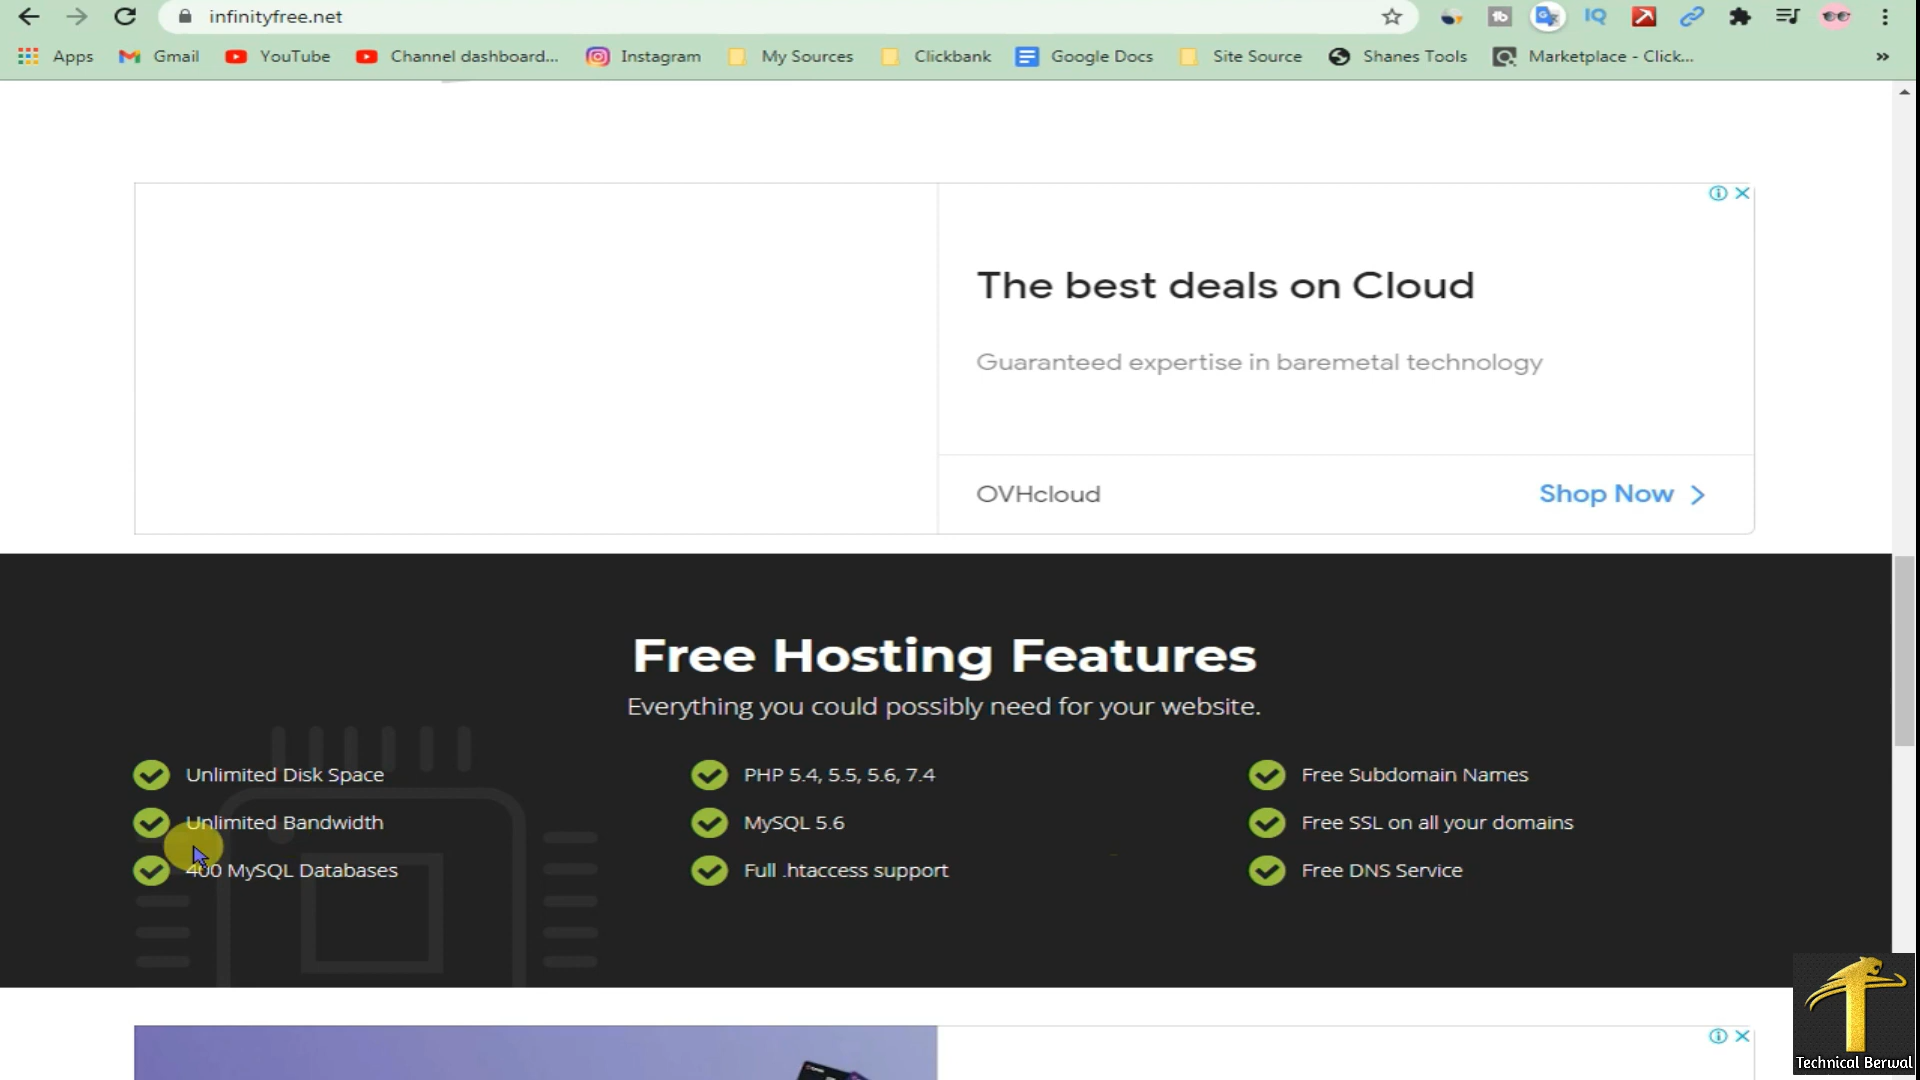 infinityfree.net
Apps Gmail YouTube Channel dashboard... Instagram My Sources Clickbank Google Docs Site Source Shanes Tools Marketplace - Click... »
The best deals on Cloud
Guaranteed expertise in baremetal technology
OVHcloud Shop Now
Free Hosting Features
Everything you could possibly need for your website.
Unlimited Disk Space PHP 5.4, 5.5, 5.6, 7.4 Free Subdomain Names
Unlimited Bandwidth MySQL 5.6 Free SSL on all your domains
400 MySQL Databases Full .htaccess support Free DNS Service
Technical Berwal